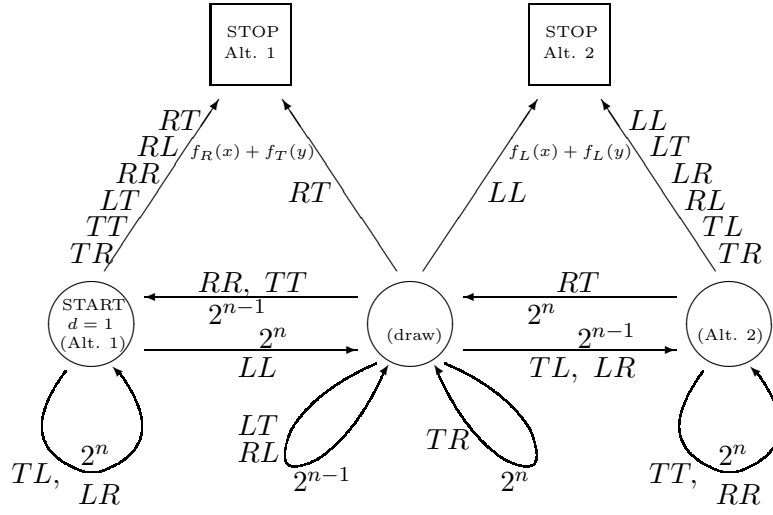 STOP
Alt. 1
STOP
Alt. 2
RT
RL
RR
LT
TT
TR
f_R(x) + f_T(y)
RT
f_L(x) + f_L(y)
LL
LL
LT
LR
RL
TL
TR
START
d = 1
(Alt. 1)
RR, TT
2^{n-1}
2^n
LL
(draw)
RT
2^n
2^{n-1}
TL, LR
(Alt. 2)
TL, 2^n
LR
LT
RL
2^{n-1}
TR
2^n
TT, 2^n
RR